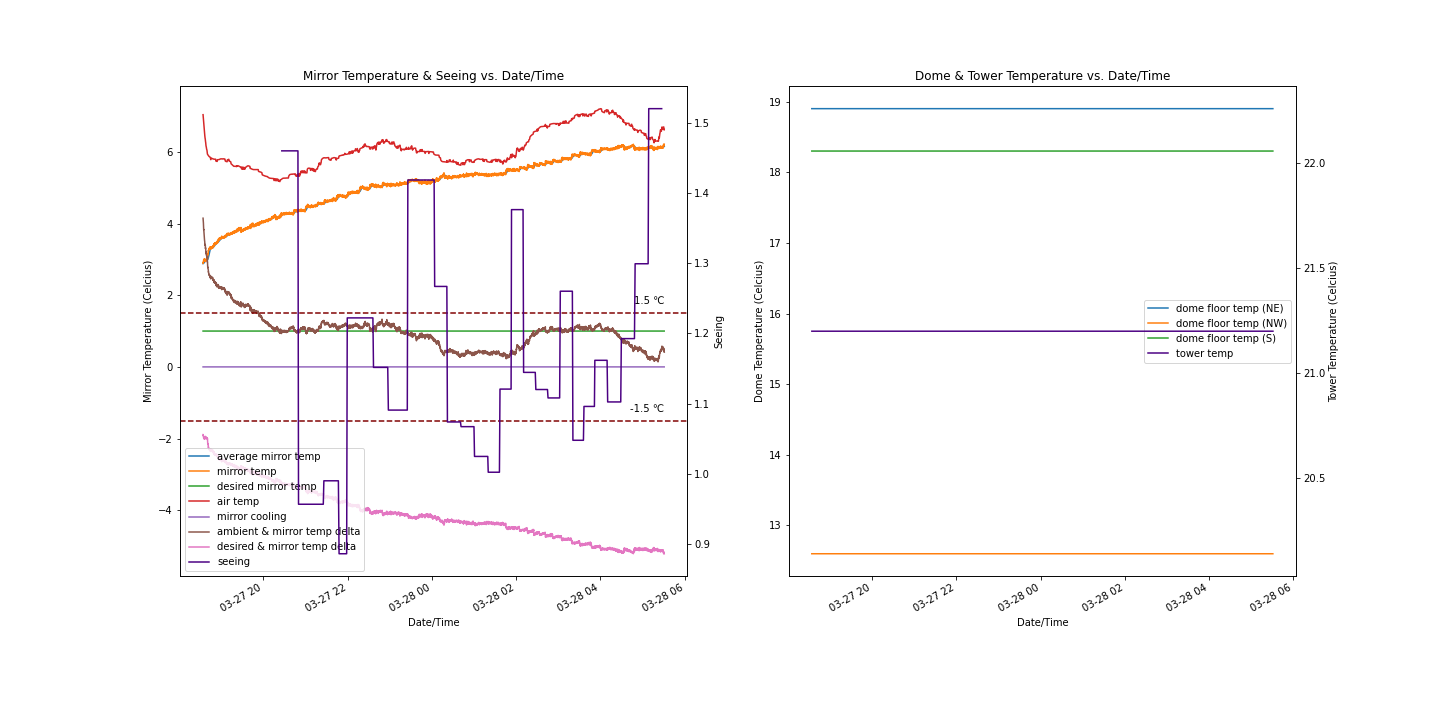 Mirror Temperature & Seeing vs. Date/Time
6
4
2
0
−2
−4
Mirror Temperature (Celcius)
1.5 °C
-1.5 °C
average mirror temp
mirror temp
desired mirror temp
air temp
mirror cooling
ambient & mirror temp delta
desired & mirror temp delta
seeing
1.5
1.4
1.3
1.2
1.1
1.0
0.9
Seeing
03-27 20
03-27 22
03-28 00
03-28 02
03-28 04
03-28 06
Date/Time
Dome & Tower Temperature vs. Date/Time
19
18
17
16
15
14
13
Dome Temperature (Celcius)
dome floor temp (NE)
dome floor temp (NW)
dome floor temp (S)
tower temp
22.0
21.5
21.0
20.5
Tower Temperature (Celcius)
03-27 20
03-27 22
03-28 00
03-28 02
03-28 04
03-28 06
Date/Time